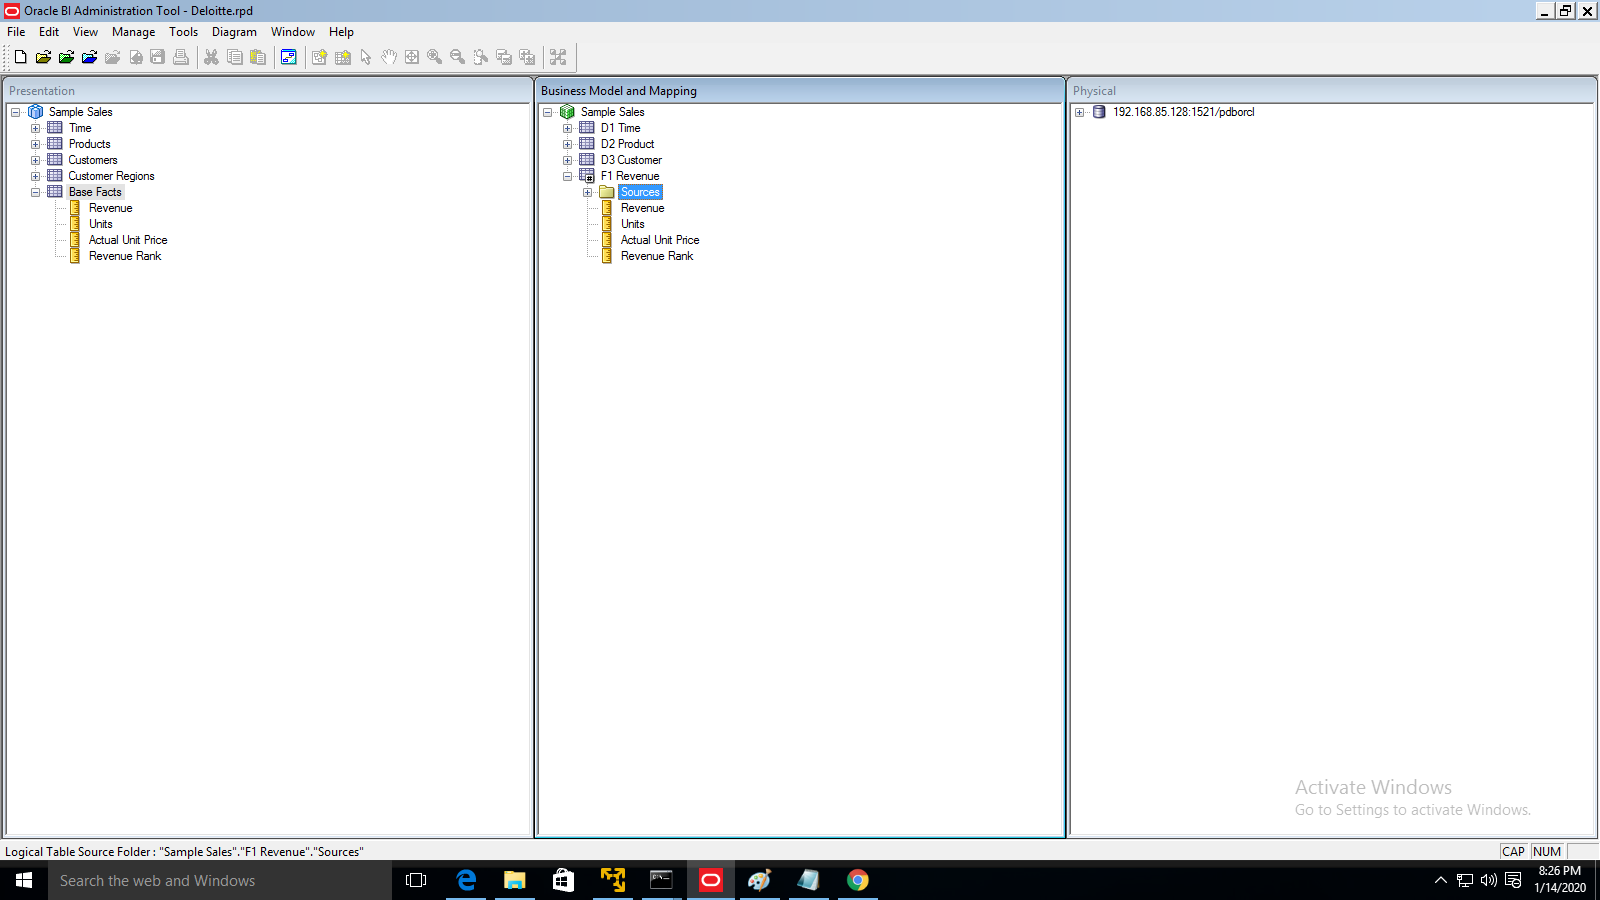 Oracle BI Administration Tool - Deloitte.rpd
File Edit View Manage Tools Diagram Window Help
Presentation
Sample Sales
Time
Products
Customers
Customer Regions
Base Facts
Revenue
Units
Actual Unit Price
Revenue Rank
Business Model and Mapping
Sample Sales
D1 Time
D2 Product
D3 Customer
F1 Revenue
Sources
Revenue
Units
Actual Unit Price
Revenue Rank
Physical
192.168.85.128:1521/pdborcl
Activate Windows
Go to Settings to activate Windows.
Logical Table Source Folder : "Sample Sales"."F1 Revenue"."Sources"
CAP NUM
Search the web and Windows
8:26 PM
1/14/2020